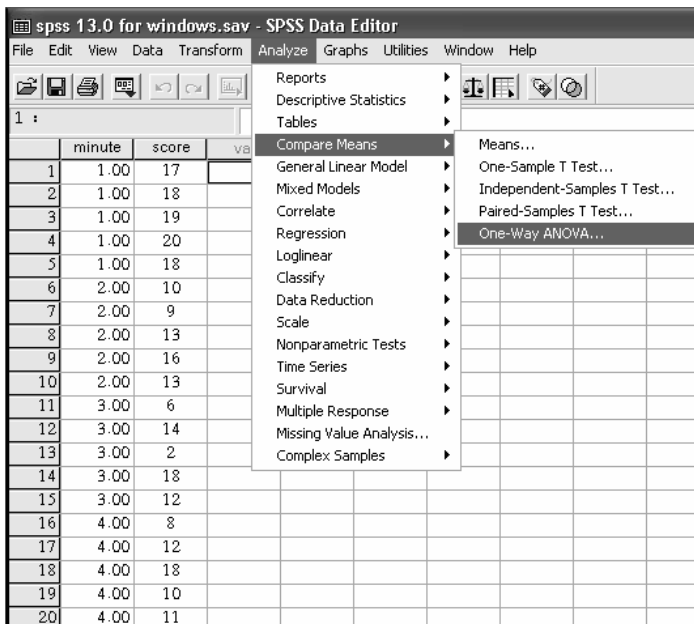 spss 13.0 for windows.sav - SPSS Data Editor
File Edit View Data Transform Analyze Graphs Utilities Window Help
1 :
Reports
Descriptive Statistics
Tables
Compare Means
General Linear Model
Mixed Models
Correlate
Regression
Loglinear
Classify
Data Reduction
Scale
Nonparametric Tests
Time Series
Survival
Multiple Response
Missing Value Analysis...
Complex Samples
Means...
One-Sample T Test...
Independent-Samples T Test...
Paired-Samples T Test...
One-Way ANOVA...
minute score va
1 1.00 17
2 1.00 18
3 1.00 19
4 1.00 20
5 1.00 18
6 2.00 10
7 2.00 9
8 2.00 13
9 2.00 16
10 2.00 13
11 3.00 6
12 3.00 14
13 3.00 2
14 3.00 18
15 3.00 12
16 4.00 8
17 4.00 12
18 4.00 18
19 4.00 10
20 4.00 11